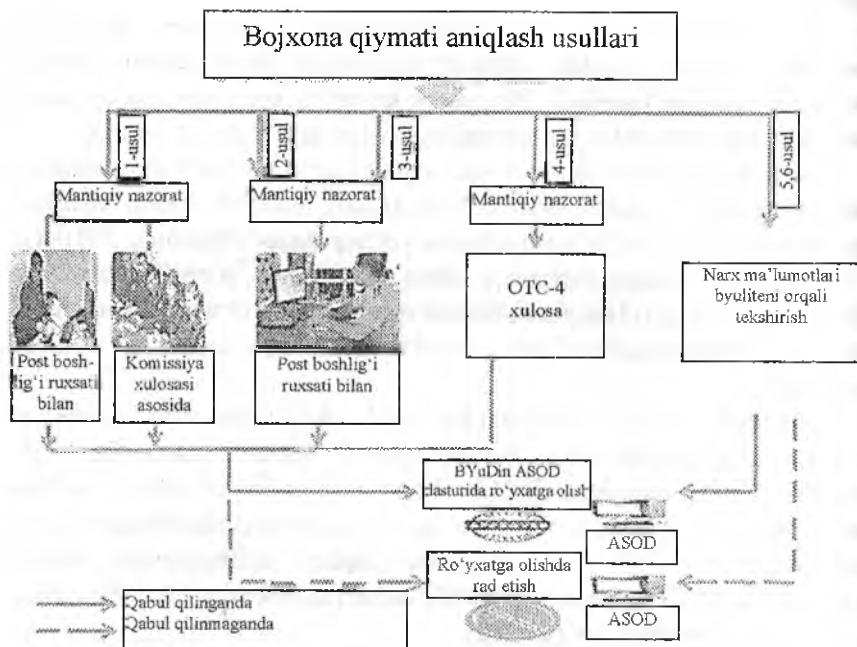 Bojxona qiymati aniqlash usullari
1-usul
2-usul
3-usul
4-usul
5,6-usul
Mantiqiy nazorat
Mantiqiy nazorat
Mantiqiy nazorat
OTC-4
xulosa
Narx ma'lumotlari
byuliteni orqali
tekshirish
Post bosh-
lig'i ruxsati
bilan
Komissiya
xulosasi
asosida
Post boshlig'i
ruxsati bilan
BYuDin ASOD
dasturida ro'yxatga olish
ASOD
Ro'yxatga olishda
rad etish
ASOD
Qabul qilinganda
Qabul qilinmaganda